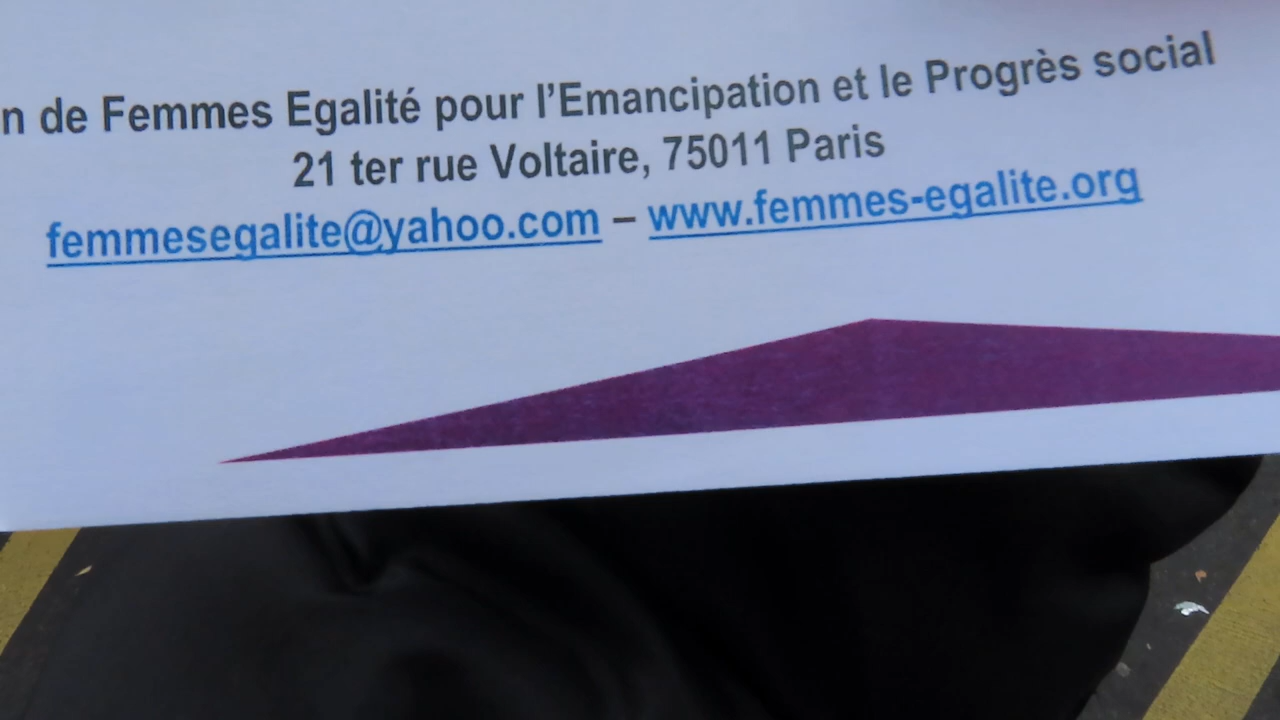 de Femmes Egalité pour l'Emancipation et le Progrès social
21 ter rue Voltaire, 75011 Paris
femmesegalite@yahoo.com – www.femmes-egalite.org